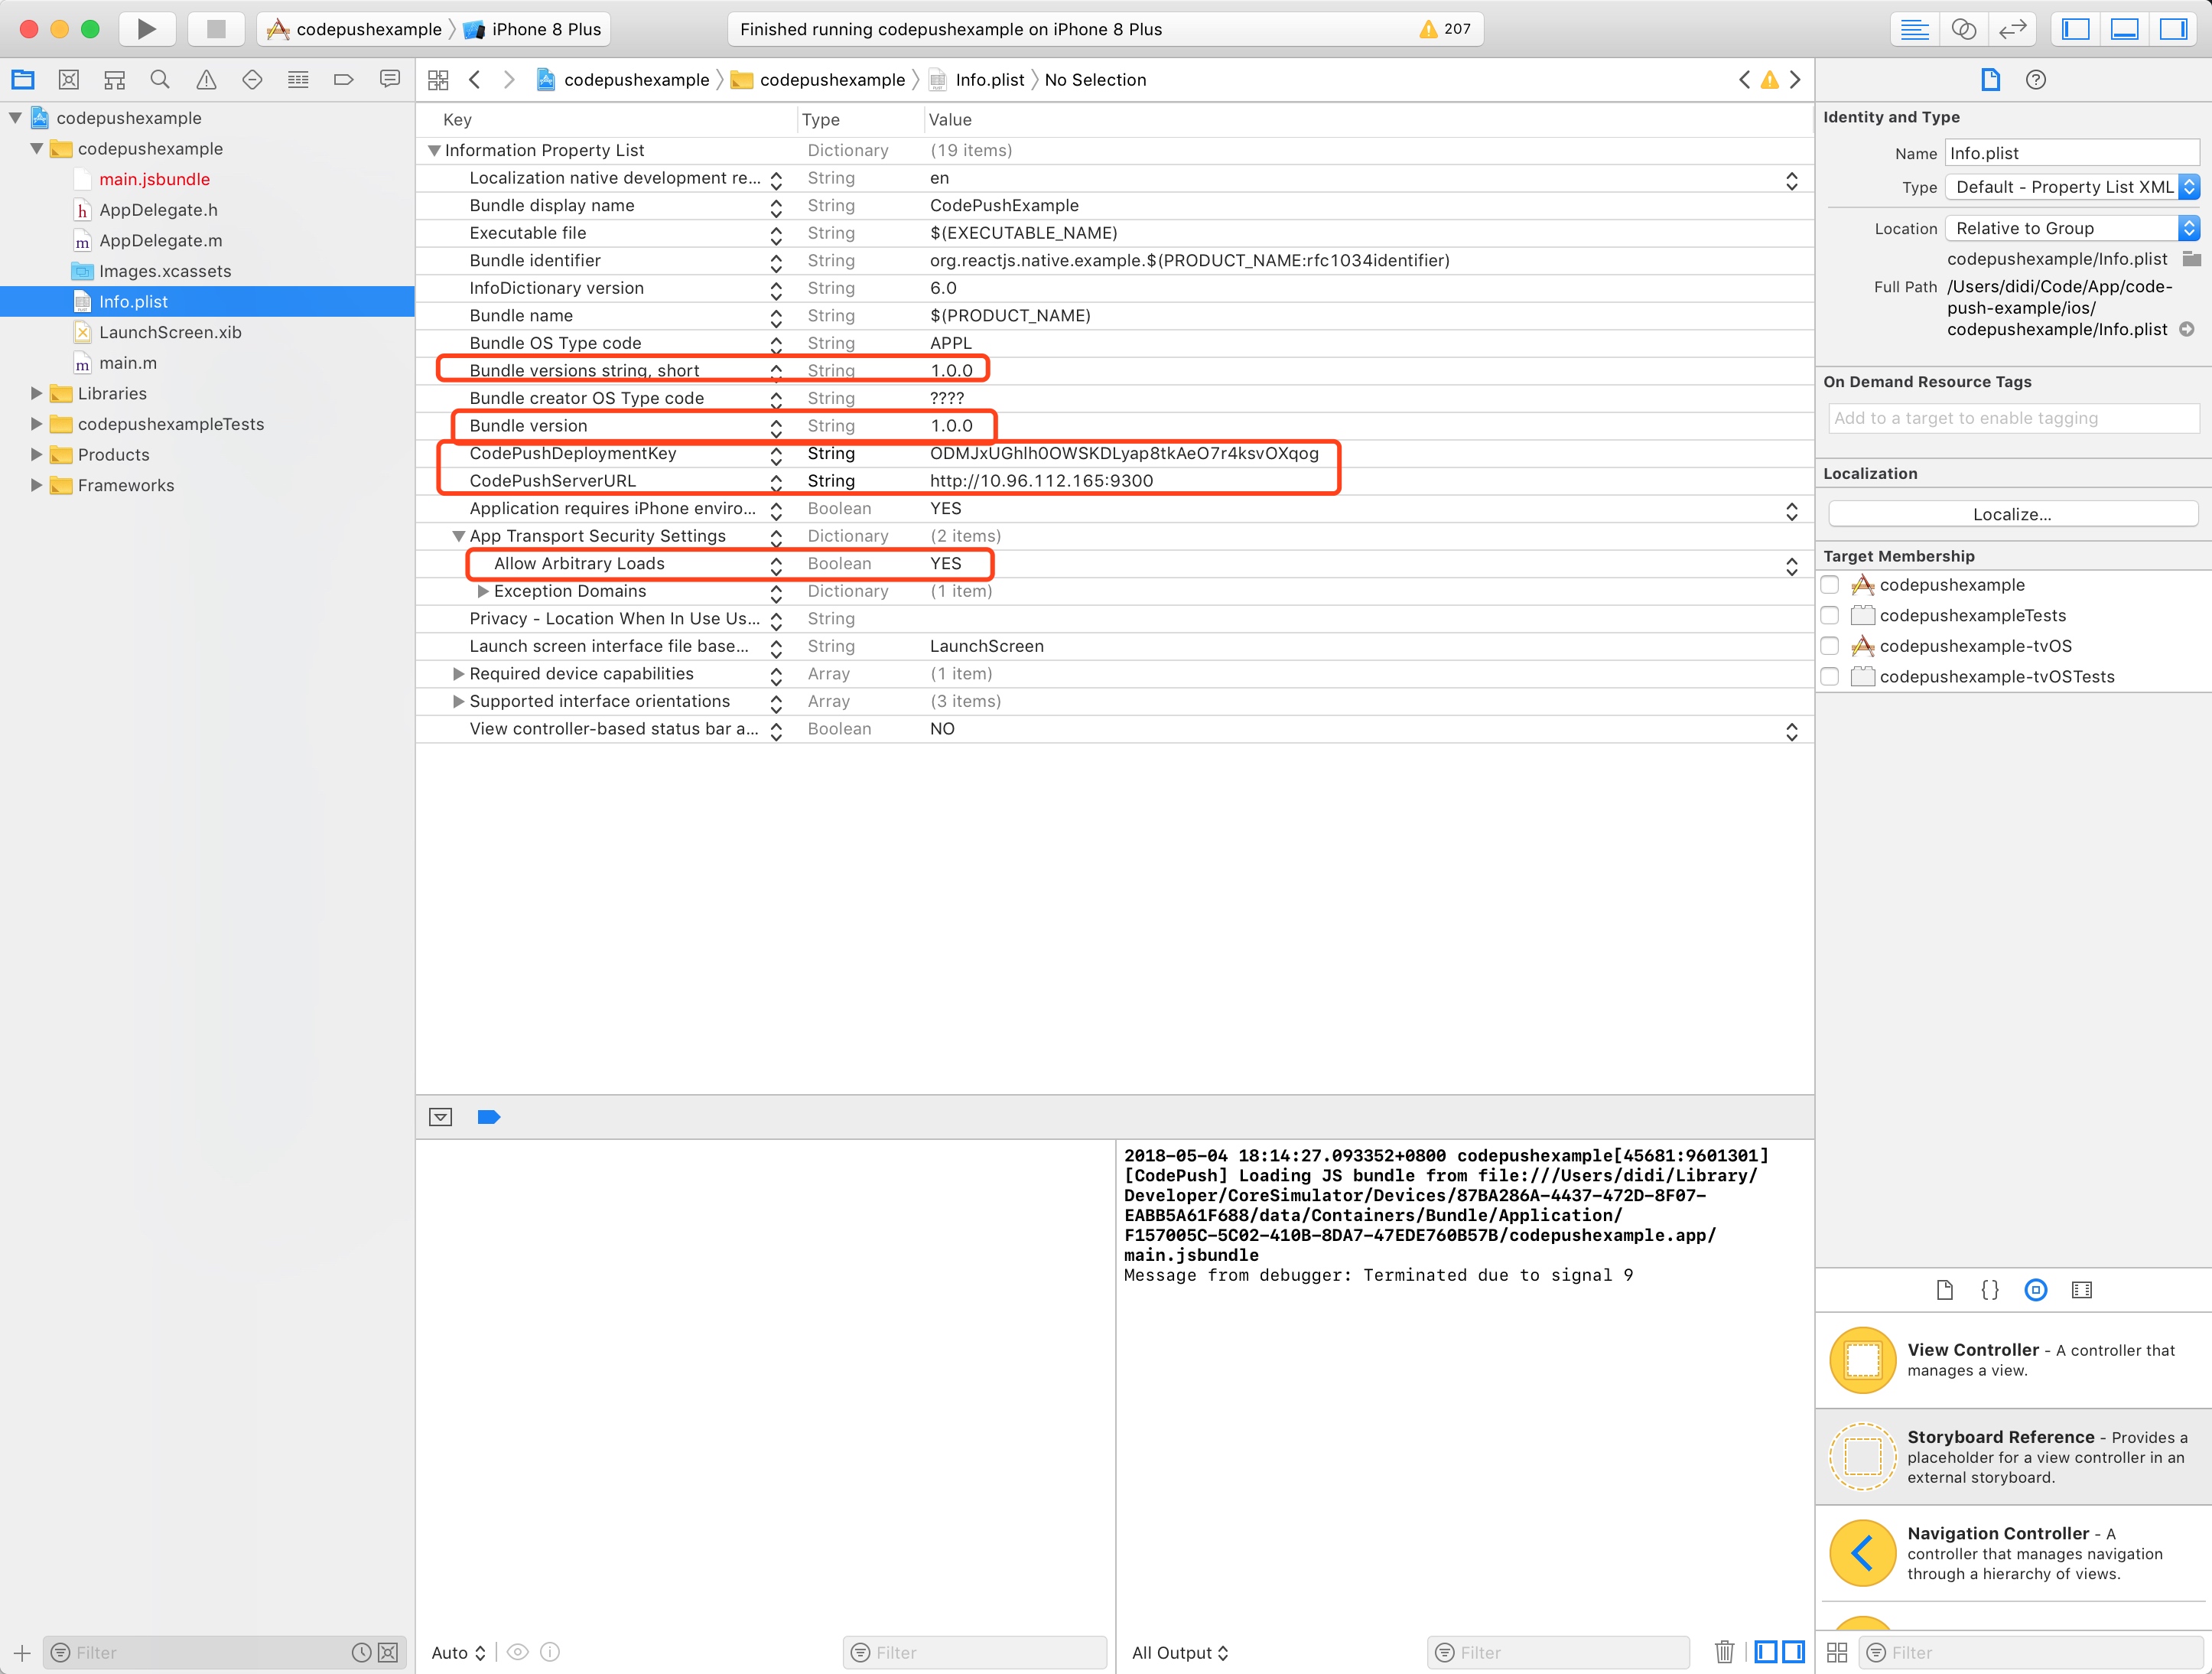 codepushexample 〉 iPhone 8 Plus
Finished running codepushexample on iPhone 8 Plus
207
codepushexample
codepushexample
main.jsbundle
AppDelegate.h
AppDelegate.m
Images.xcassets
Info.plist
LaunchScreen.xib
main.m
Libraries
codepushexampleTests
Products
Frameworks
Filter
codepushexample 〉 codepushexample 〉 Info.plist 〉 No Selection
Key Type Value
Information Property List Dictionary (19 items)
Localization native development re... String en
Bundle display name String CodePushExample
Executable file String $(EXECUTABLE_NAME)
Bundle identifier String org.reactjs.native.example.$(PRODUCT_NAME:rfc1034identifier)
InfoDictionary version String 6.0
Bundle name String $(PRODUCT_NAME)
Bundle OS Type code String APPL
Bundle versions string, short String 1.0.0
Bundle creator OS Type code String ????
Bundle version String 1.0.0
CodePushDeploymentKey String ODMJxUGhlh0OWSKDLyap8tkAeO7r4ksvOXqog
CodePushServerURL String http://10.96.112.165:9300
Application requires iPhone enviro... Boolean YES
App Transport Security Settings Dictionary (2 items)
Allow Arbitrary Loads Boolean YES
Exception Domains Dictionary (1 item)
Privacy - Location When In Use Us... String
Launch screen interface file base... String LaunchScreen
Required device capabilities Array (1 item)
Supported interface orientations Array (3 items)
View controller-based status bar a... Boolean NO
Auto
Filter
2018-05-04 18:14:27.093352+0800 codepushexample[45681:9601301]
[CodePush] Loading JS bundle from file:///Users/didi/Library/
Developer/CoreSimulator/Devices/87BA286A-4437-472D-8F07-
EABB5A61F688/data/Containers/Bundle/Application/
F157005C-5C02-410B-8DA7-47EDE760B57B/codepushexample.app/
main.jsbundle
Message from debugger: Terminated due to signal 9
All Output
Filter
Identity and Type
Name Info.plist
Type Default - Property List XML
Location Relative to Group
codepushexample/Info.plist
Full Path /Users/didi/Code/App/code-
push-example/ios/
codepushexample/Info.plist
On Demand Resource Tags
Add to a target to enable tagging
Localization
Localize...
Target Membership
codepushexample
codepushexampleTests
codepushexample-tvOS
codepushexample-tvOSTests
View Controller - A controller that
manages a view.
Storyboard Reference - Provides a
placeholder for a view controller in an
external storyboard.
Navigation Controller - A
controller that manages navigation
through a hierarchy of views.
Filter